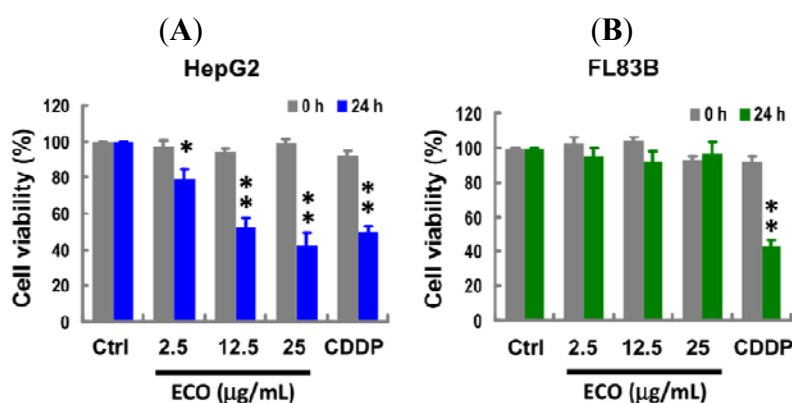 (A)
HepG2
0 h 24 h
Cell viability (%)
120
100
80
60
40
20
0
*
**
**
**
Ctrl 2.5 12.5 25 CDDP
ECO (μg/mL)
(B)
FL83B
0 h 24 h
Cell viability (%)
120
100
80
60
40
20
0
**
Ctrl 2.5 12.5 25 CDDP
ECO (μg/mL)